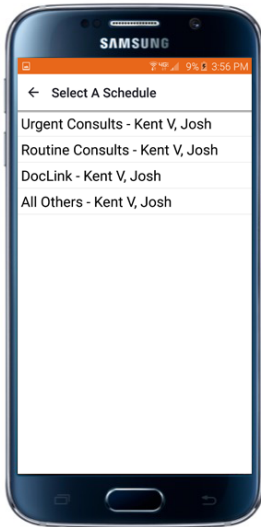 SAMSUNG
9% 3:56 PM
← Select A Schedule
Urgent Consults - Kent V, Josh
Routine Consults - Kent V, Josh
DocLink - Kent V, Josh
All Others - Kent V, Josh